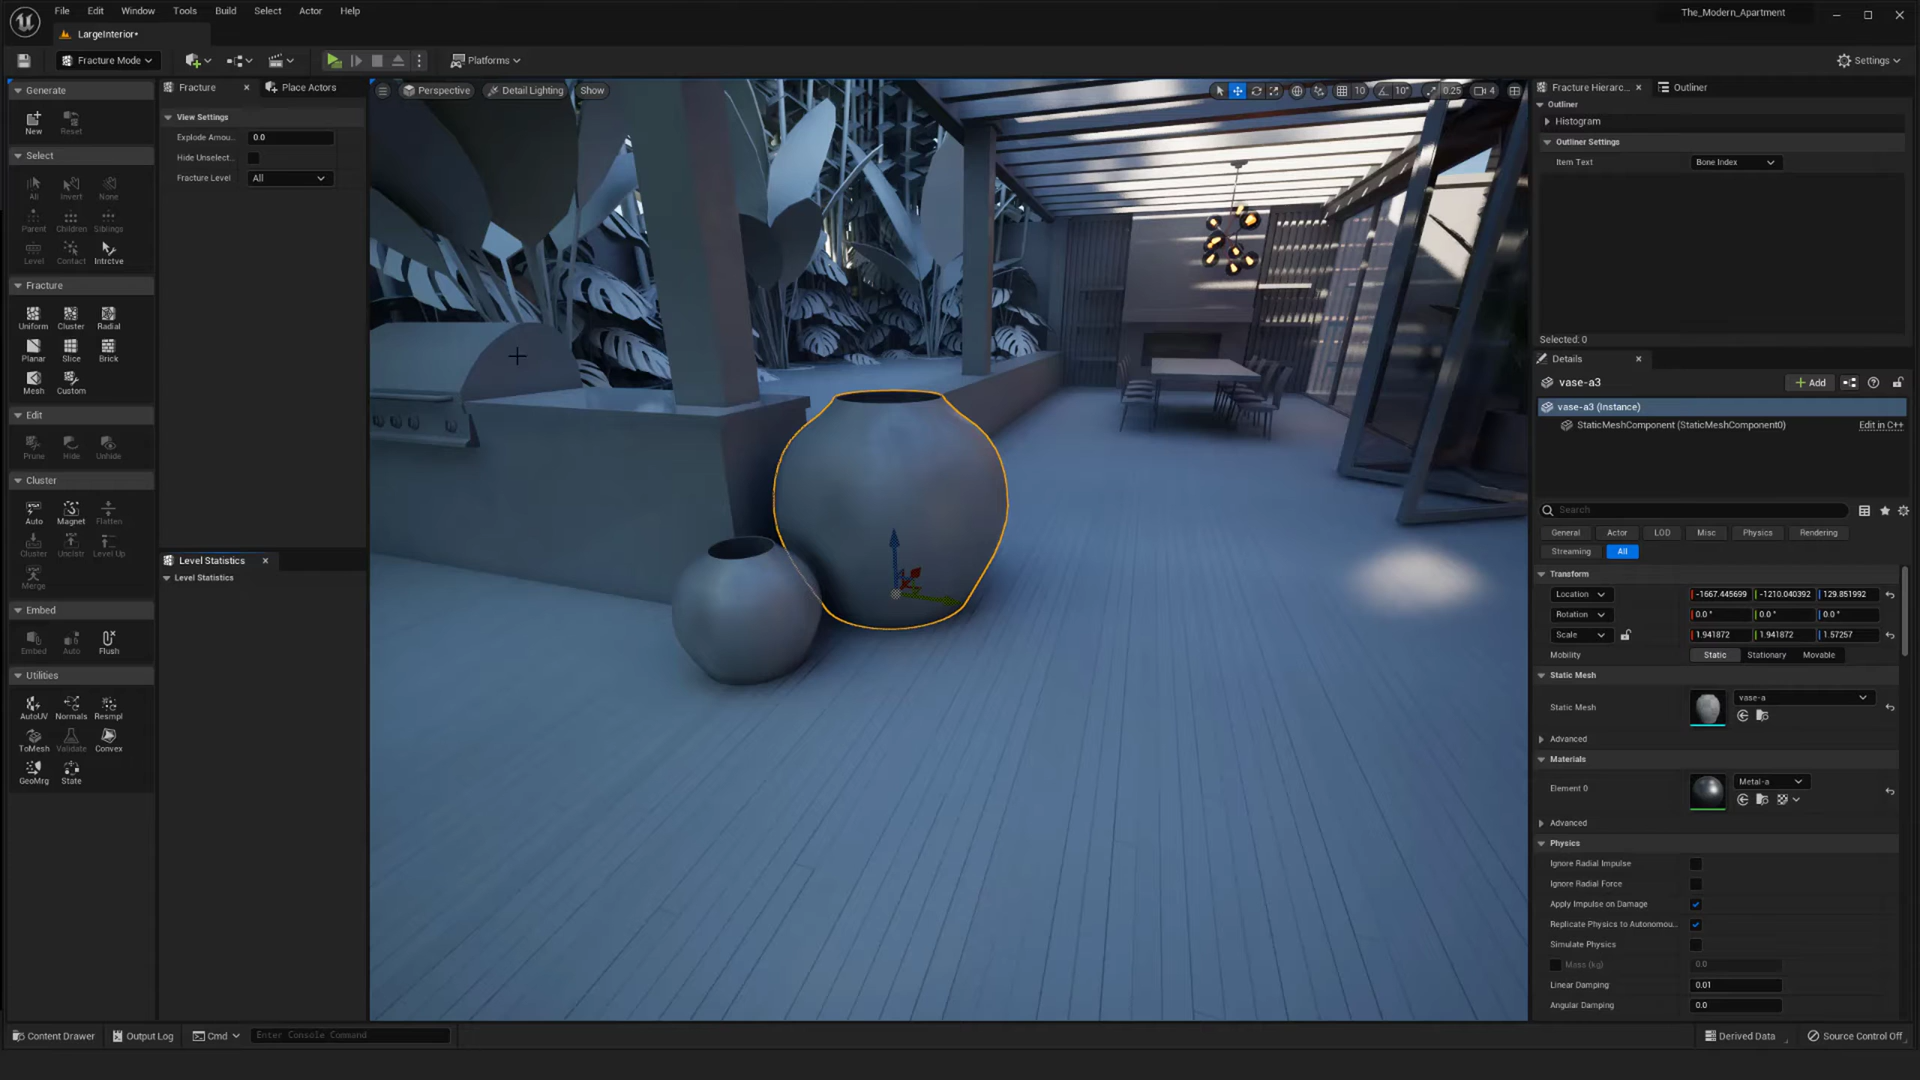 File Edit Window Tools Build Select Actor Help
The_Modern_Apartment
LargeInterior*
Fracture Mode
Platforms
Settings
Generate
New Reset
Select
All Invert None
Parent Children Siblings
Level Contact Intrctve
Fracture
Uniform Cluster Radial
Planar Slice Brick
Mesh Custom
Edit
Prune Hide Unhide
Cluster
Auto Magnet Flatten
Cluster Unclstr Level Up
Merge
Embed
Embed Auto Flush
Utilities
AutoUV Normals Resmpl
ToMesh Validate Convex
GeoMrg State
Fracture
Place Actors
View Settings
Explode Amou... 0.0
Hide Unselect...
Fracture Level All
Level Statistics
Level Statistics
Perspective Detail Lighting Show
10 10° 0.25 4
Fracture Hierarc...
Outliner
Outliner
Histogram
Outliner Settings
Item Text Bone Index
Selected: 0
Details
vase-a3
Add
vase-a3 (Instance)
StaticMeshComponent (StaticMeshComponent0) Edit in C++
Search
General Actor LOD Misc Physics Rendering
Streaming All
Transform
Location -1667.445699 -1210.040392 129.851992
Rotation 0.0 ° 0.0 ° 0.0 °
Scale 1.941872 1.941872 1.57257
Mobility Static Stationary Movable
Static Mesh
Static Mesh vase-a
Advanced
Materials
Element 0 Metal-a
Advanced
Physics
Ignore Radial Impulse
Ignore Radial Force
Apply Impulse on Damage
Replicate Physics to Autonomou...
Simulate Physics
Mass (kg) 0.0
Linear Damping 0.01
Angular Damping 0.0
Content Drawer Output Log Cmd Enter Console Command
Derived Data Source Control Off